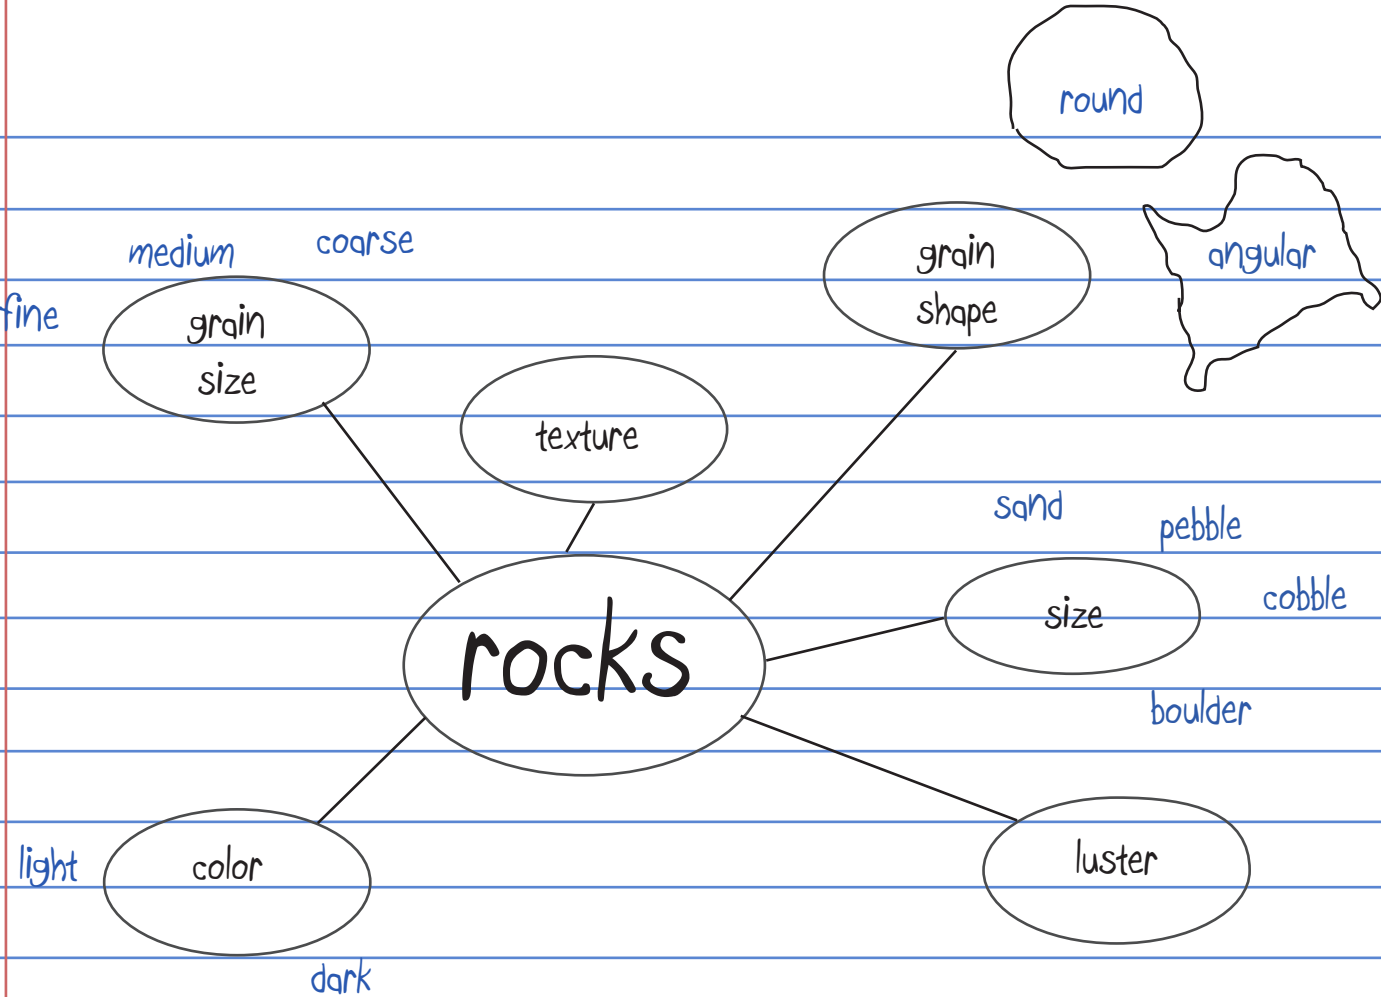 round
medium coarse
grain
shape
angular
fine
grain
size
texture
sand
pebble
size
cobble
rocks
boulder
light
color
luster
dark